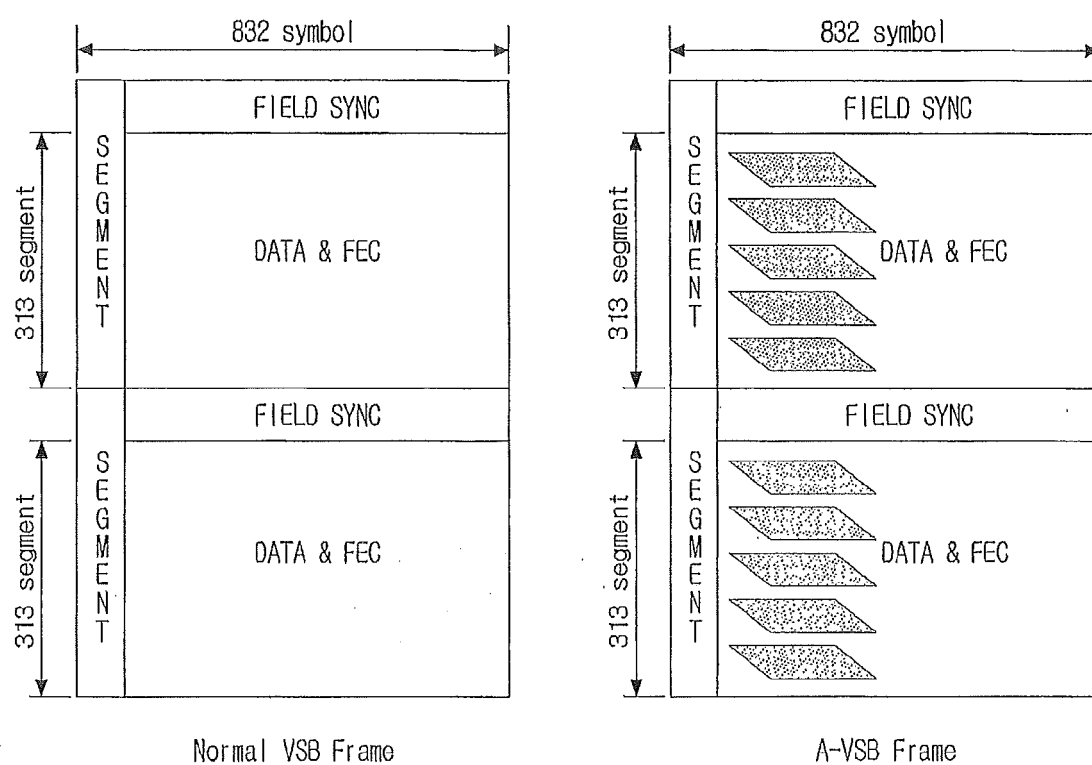 832 symbol
FIELD SYNC
SEGMENT
313 segment
DATA & FEC
FIELD SYNC
SEGMENT
313 segment
DATA & FEC
Normal VSB Frame
832 symbol
FIELD SYNC
SEGMENT
313 segment
DATA & FEC
FIELD SYNC
SEGMENT
313 segment
DATA & FEC
A-VSB Frame